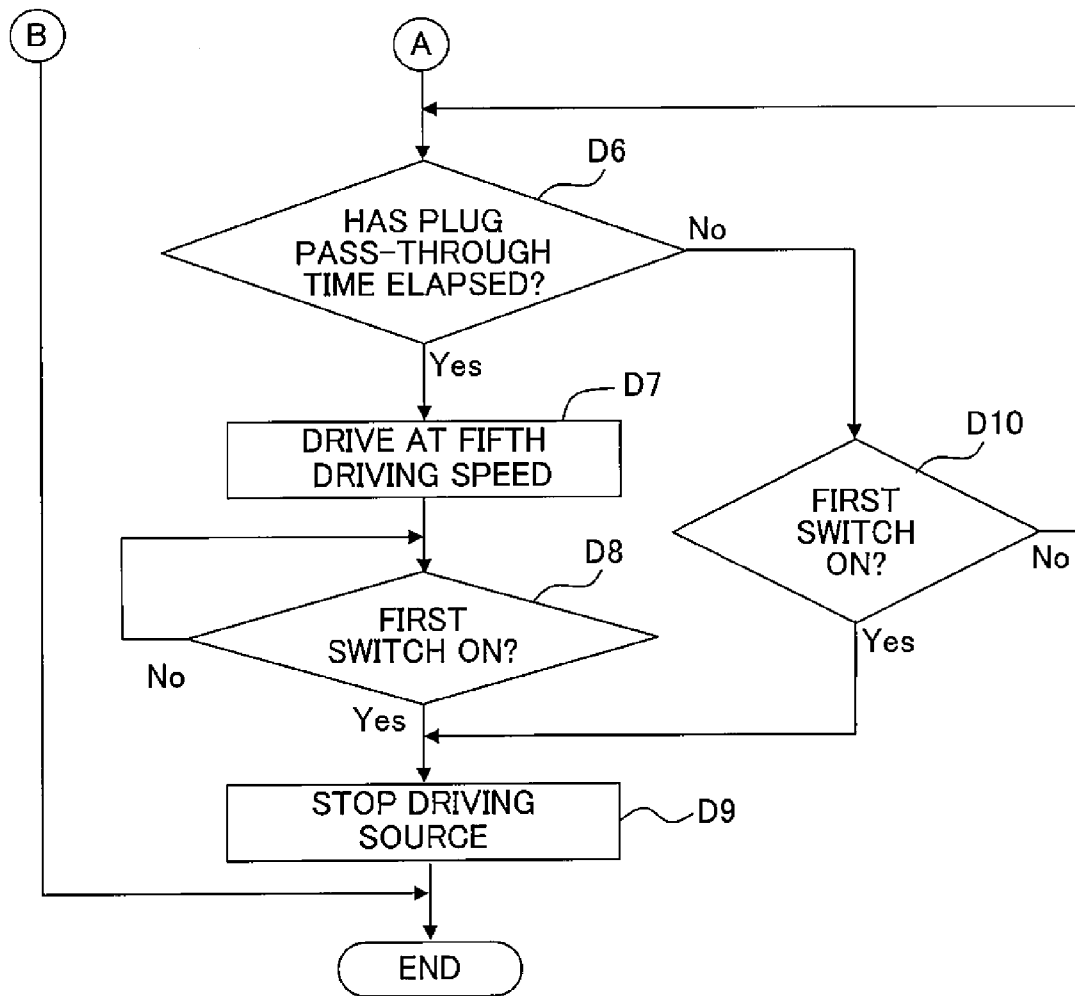 B
A
D6
HAS PLUG
PASS-THROUGH
TIME ELAPSED?
No
Yes
D7
DRIVE AT FIFTH
DRIVING SPEED
D10
FIRST
SWITCH
ON?
No
D8
FIRST
SWITCH ON?
No
Yes
Yes
STOP DRIVING
SOURCE
D9
END